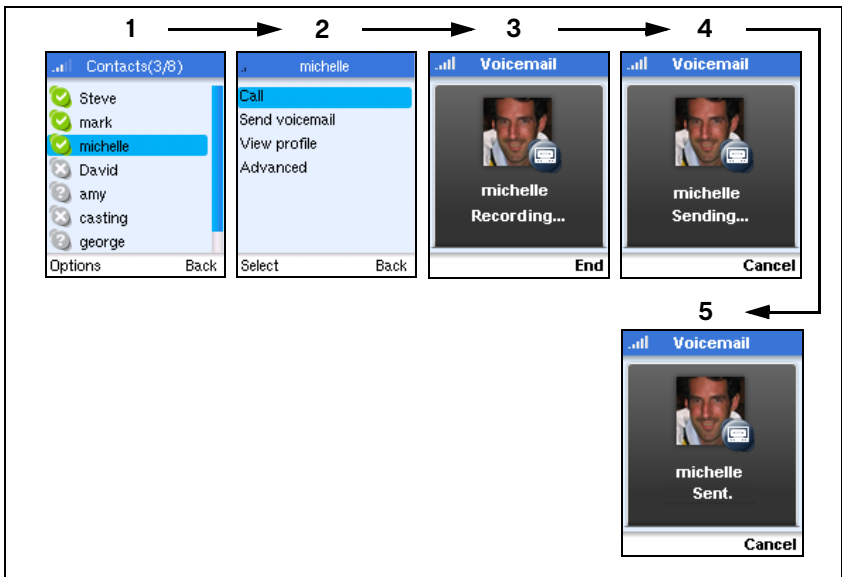 1 2 3 4
Contacts(3/8)
Steve
mark
michelle
David
amy
casting
george
Options Back
michelle
Call
Send voicemail
View profile
Advanced
Select Back
Voicemail
michelle
Recording...
End
Voicemail
michelle
Sending...
Cancel
5
Voicemail
michelle
Sent.
Cancel